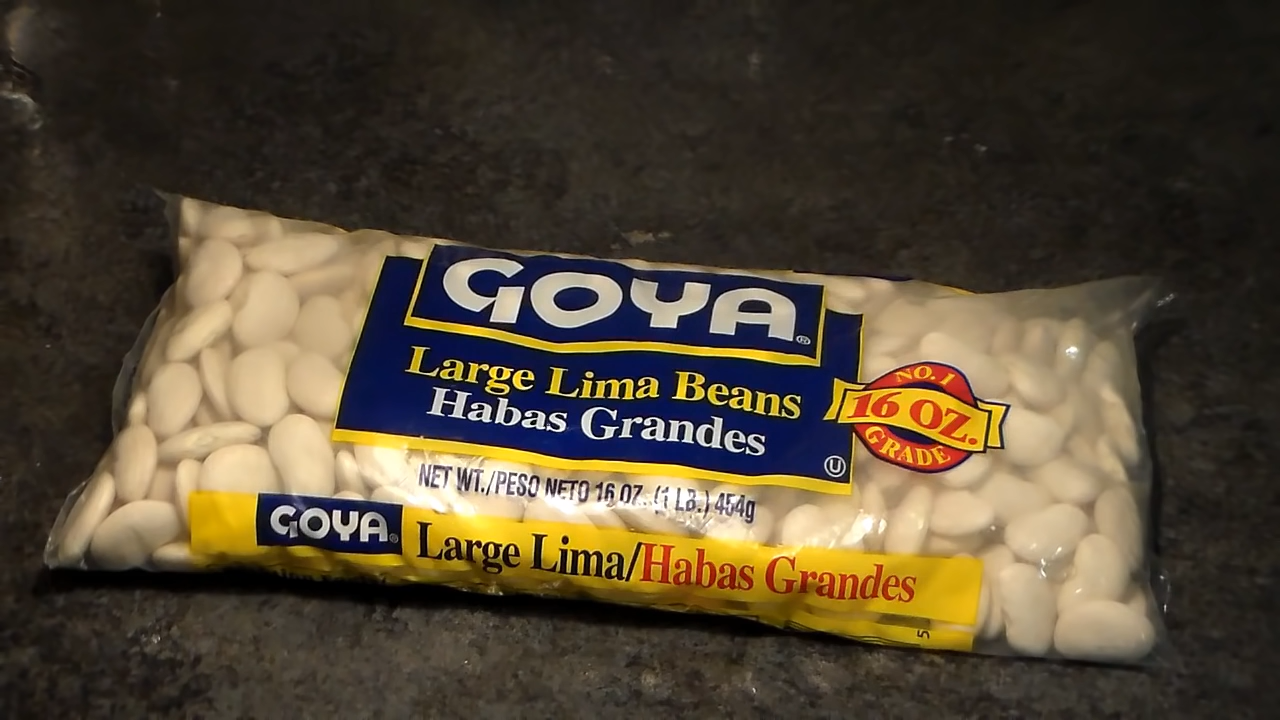 GOYA®
Large Lima Beans
Habas Grandes
U
NO. 1
16 OZ.
GRADE
NET WT./PESO NETO 16 OZ. (1 LB.) 454g
GOYA® Large Lima/Habas Grandes
5